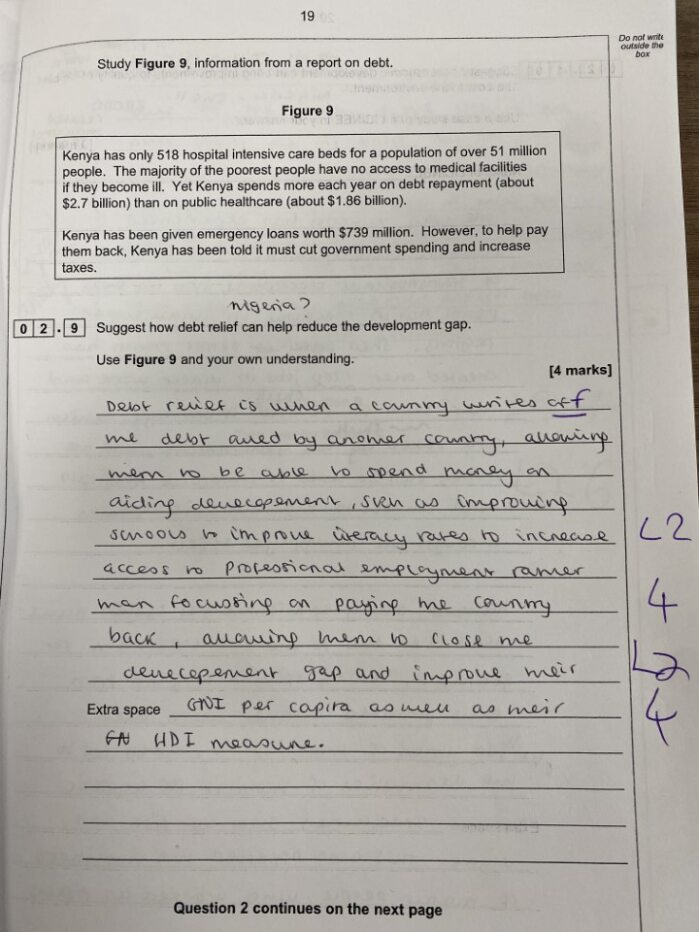 19
Do not write
outside the
box
Study Figure 9, information from a report on debt.
Figure 9
Kenya has only 518 hospital intensive care beds for a population of over 51 million
people. The majority of the poorest people have no access to medical facilities
if they become ill. Yet Kenya spends more each year on debt repayment (about
$2.7 billion) than on public healthcare (about $1.86 billion).
Kenya has been given emergency loans worth $739 million. However, to help pay
them back, Kenya has been told it must cut government spending and increase
taxes.
nigeria?
0 2 . 9 Suggest how debt relief can help reduce the development gap.
Use Figure 9 and your own understanding.
[4 marks]
Debt relief is when a country writes off
the debt owed by another country, allowing
them to be able to spend money on
aiding developement, such as improving
schools to improve literacy rates to increase L2
access to professional employment rather
than focussing on paying the country 4
back, allowing them to close the
developement gap and improve their L2
Extra space GNI per capita as well as their 4
HDI measure.
Question 2 continues on the next page